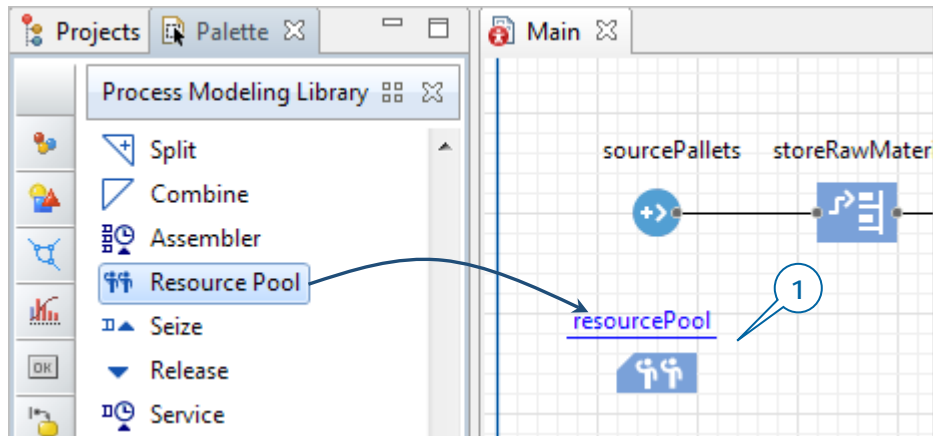 Projects
Palette
Main
Process Modeling Library
Split
Combine
Assembler
Resource Pool
Seize
Release
Service
OK
sourcePallets
storeRawMater
resourcePool
1